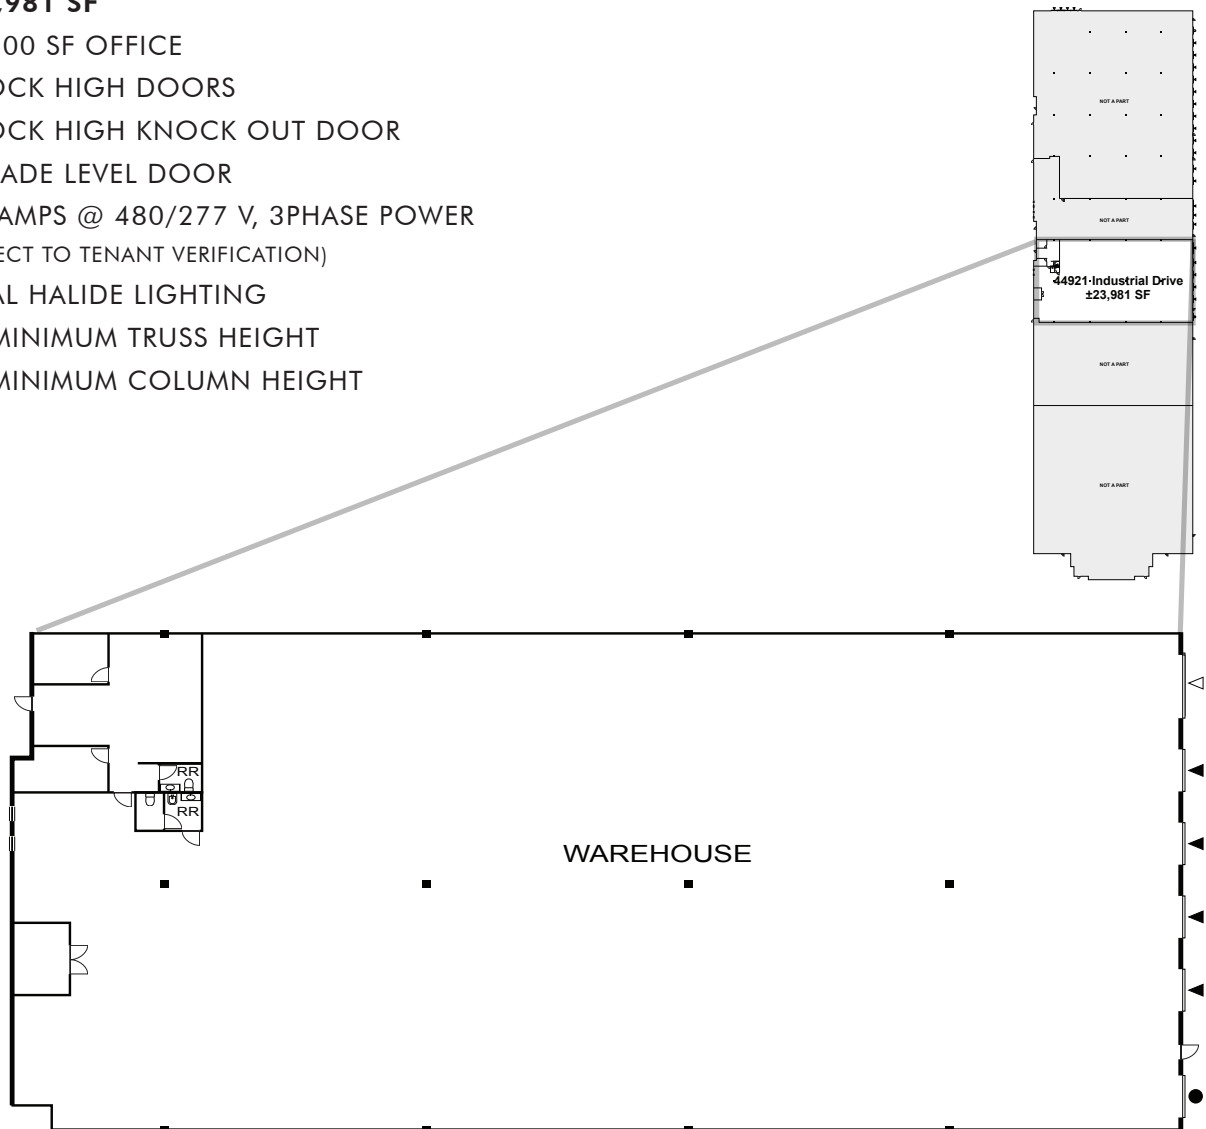 ,981 SF
00 SF OFFICE
OCK HIGH DOORS
OCK HIGH KNOCK OUT DOOR
ADE LEVEL DOOR
AMPS @ 480/277 V, 3PHASE POWER
ECT TO TENANT VERIFICATION)
AL HALIDE LIGHTING
MINIMUM TRUSS HEIGHT
MINIMUM COLUMN HEIGHT
NOT A PART
NOT A PART
44921 Industrial Drive
±23,981 SF
NOT A PART
NOT A PART
RR
RR
WAREHOUSE